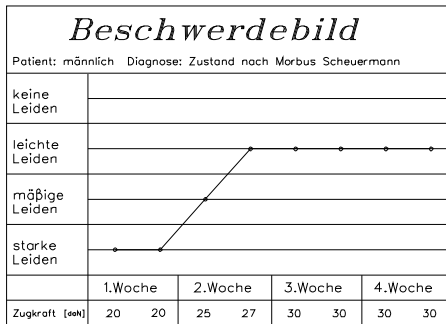 Beschwerdebild
Patient: männlich Diagnose: Zustand nach Morbus Scheuermann
keine
Leiden
leichte
Leiden
mäßige
Leiden
starke
Leiden
1.Woche 2.Woche 3.Woche 4.Woche
Zugkraft [daN] 20 20 25 27 30 30 30 30